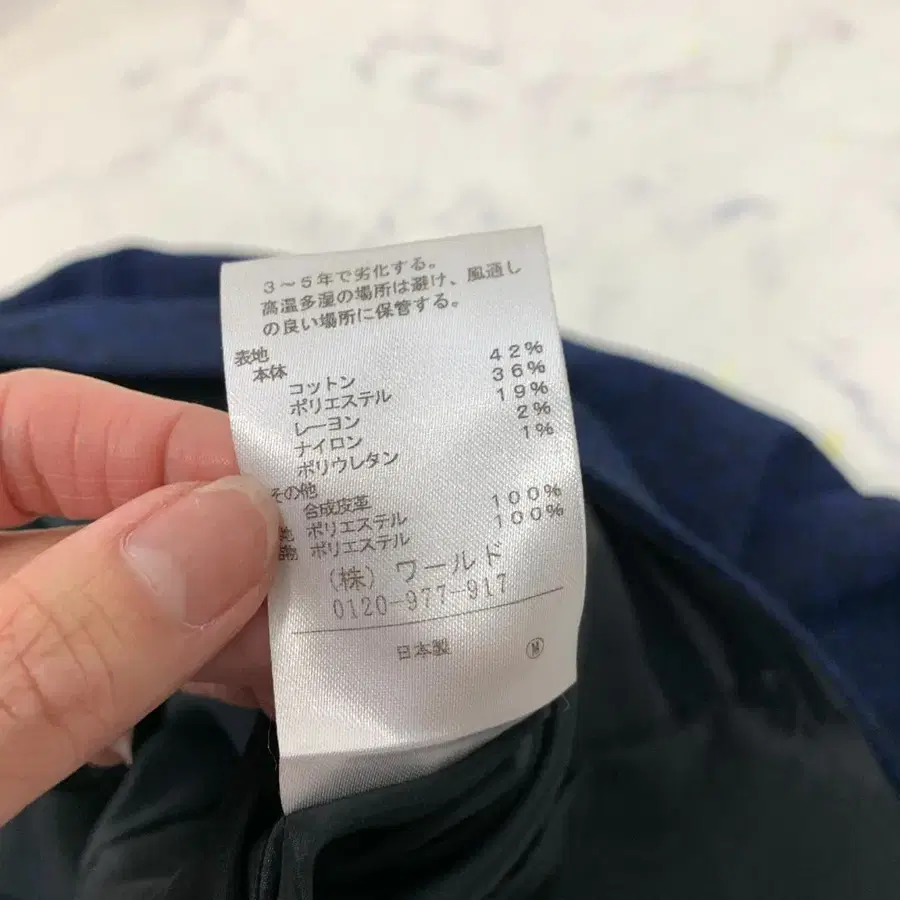 3～5年で劣化する。
高温多湿の場所は避け、風通し
の良い場所に保管する。
表地
本体
コットン 42%
ポリエステル 36%
レーヨン 19%
ナイロン 2%
ポリウレタン 1%
その他
合成皮革
ポリエステル 100%
ポリエステル 100%
(株) ワールド
0120-977-917
日本製 Ⓜ